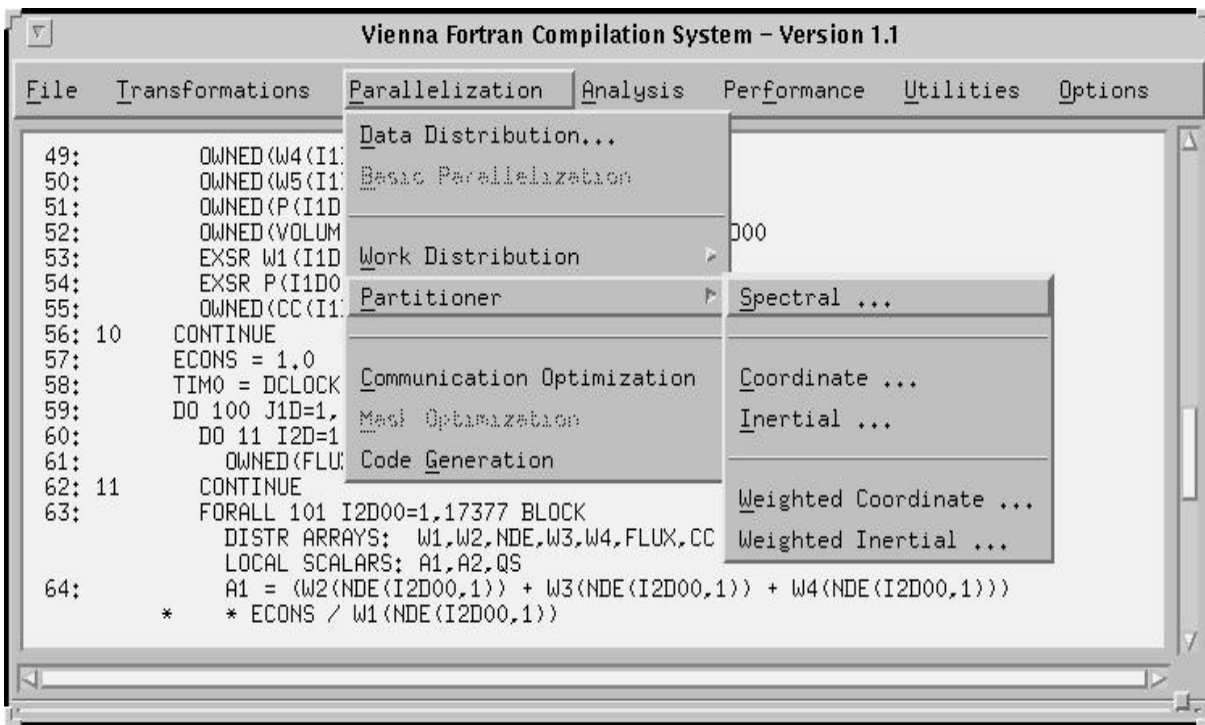 Vienna Fortran Compilation System – Version 1.1
File Transformations Parallelization Analysis Performance Utilities Options
Data Distribution...
Basic Parallelization
Work Distribution
Partitioner
Communication Optimization
Mask Optimization
Code Generation
Spectral ...
Coordinate ...
Inertial ...
Weighted Coordinate ...
Weighted Inertial ...
49: OWNED(W4(I1
50: OWNED(W5(I1
51: OWNED(P(I1D
52: OWNED(VOLUM D00
53: EXSR W1(I1D
54: EXSR P(I1D0
55: OWNED(CC(I1
56: 10 CONTINUE
57: ECONS = 1.0
58: TIM0 = DCLOCK
59: DO 100 J1D=1,
60: DO 11 I2D=1
61: OWNED(FLU
62: 11 CONTINUE
63: FORALL 101 I2D00=1,17377 BLOCK
DISTR ARRAYS: W1,W2,NDE,W3,W4,FLUX,CC
LOCAL SCALARS: A1,A2,QS
64: A1 = (W2(NDE(I2D00,1)) + W3(NDE(I2D00,1)) + W4(NDE(I2D00,1)))
* * ECONS / W1(NDE(I2D00,1))